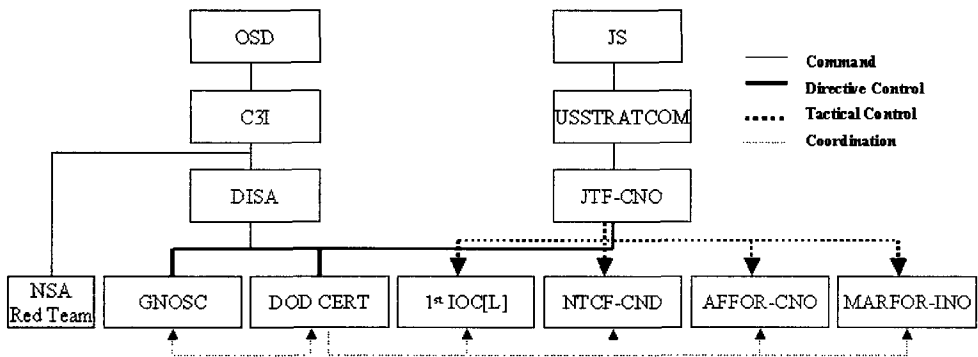 OSD
JS
Command
Directive Control
Tactical Control
Coordination
C3I
USSTRATCOM
DISA
JTF-CNO
NSA
Red Team
GNOSC
DOD CERT
1st IOC[L]
NTCF-CND
AFFOR-CNO
MARFOR-INO